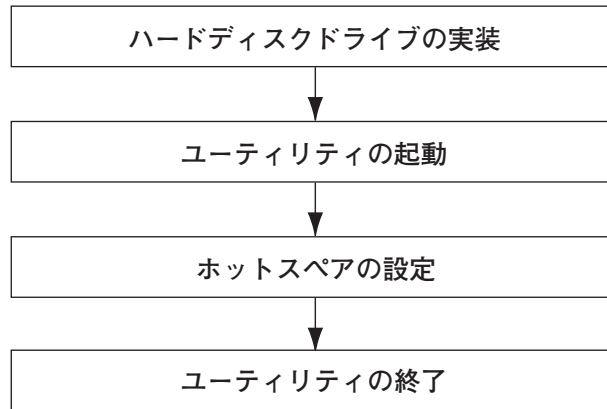 ハードディスクドライブの実装
ユーティリティの起動
ホットスペアの設定
ユーティリティの終了